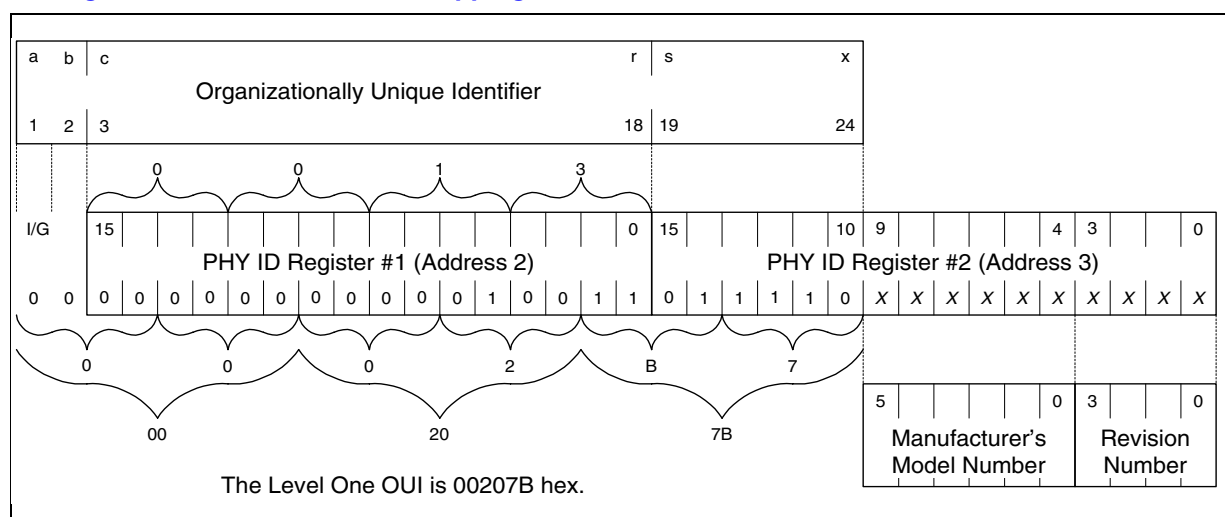 a b c r s x
Organizationally Unique Identifier
1 2 3 18 19 24
0 0 1 3
I/G 15 0 15 10 9 4 3 0
PHY ID Register #1 (Address 2) PHY ID Register #2 (Address 3)
0 0 0 0 0 0 0 0 0 0 0 0 0 1 0 0 1 1 0 1 1 1 1 0 X X X X X X X X X X
0 0 0 2 B 7
5 0 3 0
00 20 7B
Manufacturer's Revision
Model Number Number
The Level One OUI is 00207B hex.